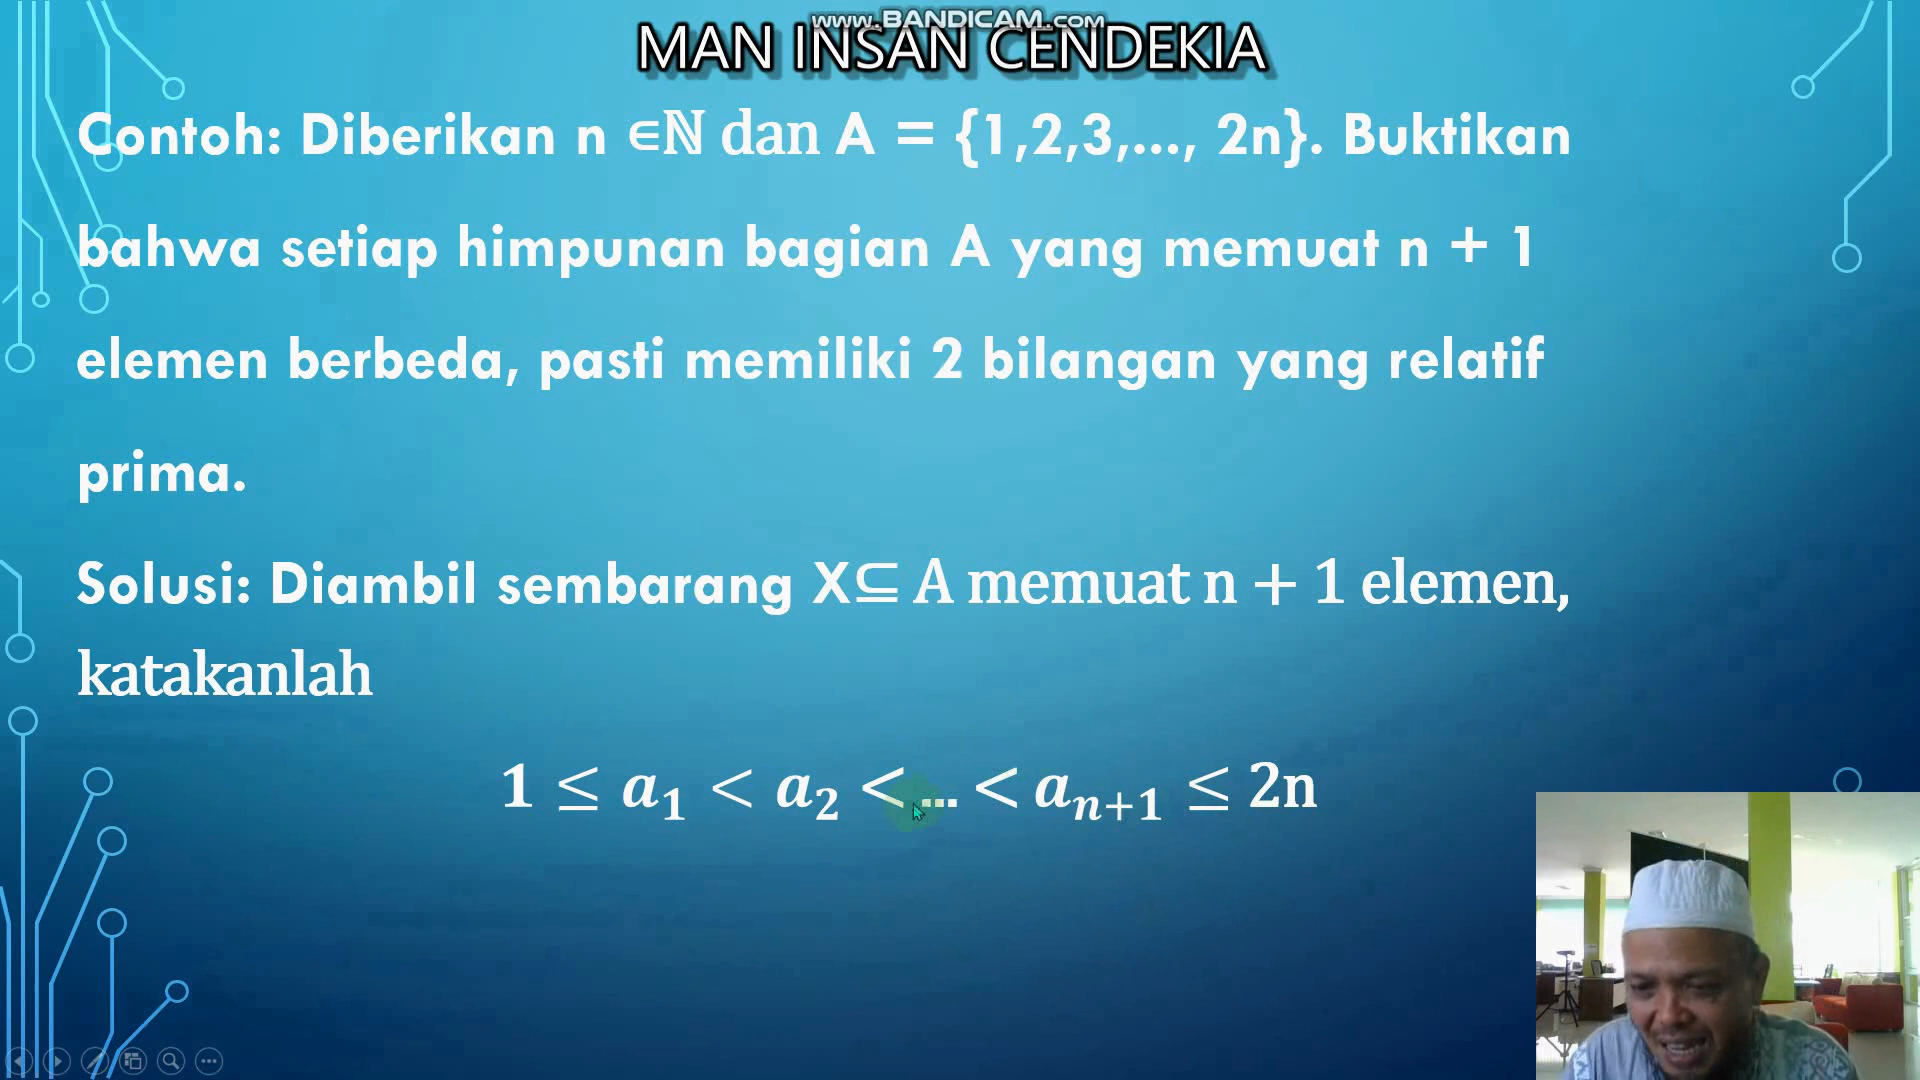 www.BANDICAM.com
MAN INSAN CENDEKIA
Contoh: Diberikan n ∈ℕ dan A = {1,2,3,..., 2n}. Buktikan
bahwa setiap himpunan bagian A yang memuat n + 1
elemen berbeda, pasti memiliki 2 bilangan yang relatif
prima.
Solusi: Diambil sembarang X⊆ A memuat n + 1 elemen,
katakanlah
1 ≤ a₁ < a₂ < ... < aₙ₊₁ ≤ 2n